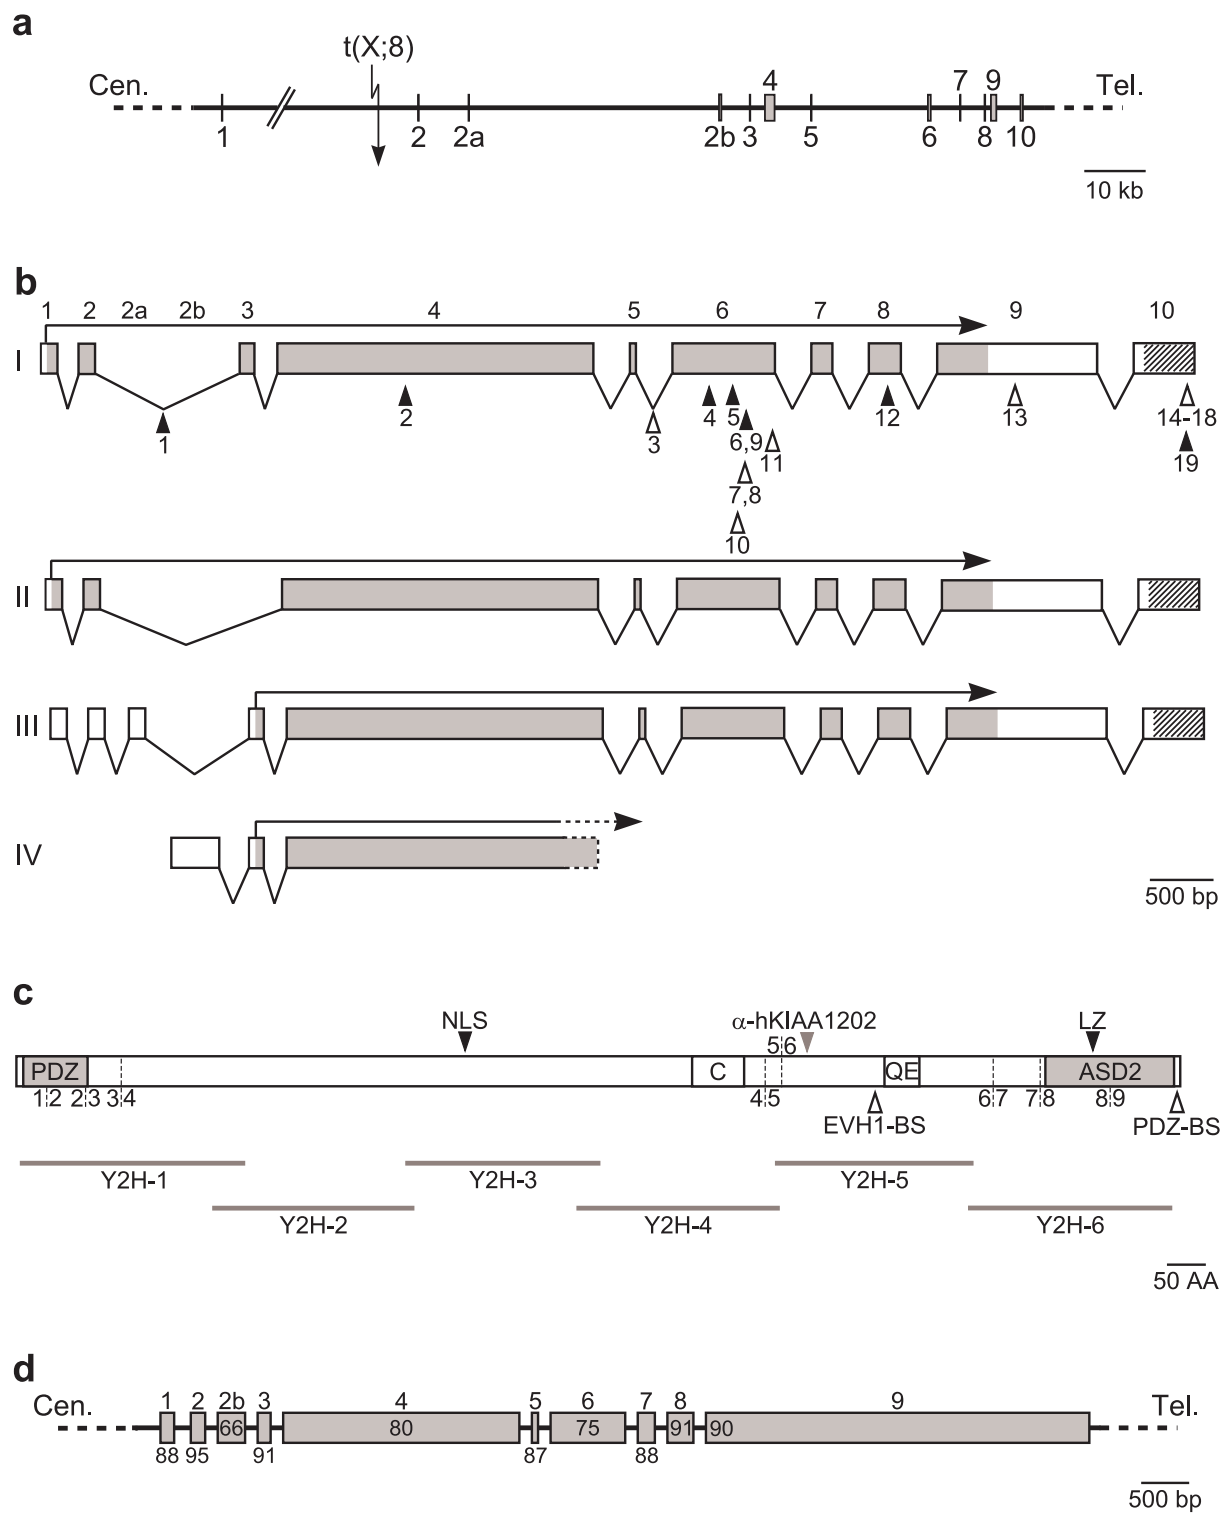 a
t(X;8)
Cen. 4 7 9 Tel.
1 2 2a 2b 3 5 6 8 10
10 kb
b
1 2 2a 2b 3 4 5 6 7 8 9 10
I
1 2 3 4 5 12 13 14-18
6,9 11 19
7,8
10
II
III
IV
500 bp
c
NLS α-hKIAA1202 LZ
5 6
PDZ C QE ASD2
1 2 2 3 3 4 4 5 6 7 7 8 8 9
EVH1-BS PDZ-BS
Y2H-1 Y2H-3 Y2H-5
Y2H-2 Y2H-4 Y2H-6
50 AA
d
Cen. 1 2 2b 3 4 5 6 7 8 9 Tel.
66 80 75 91 90
88 95 91 87 88
500 bp